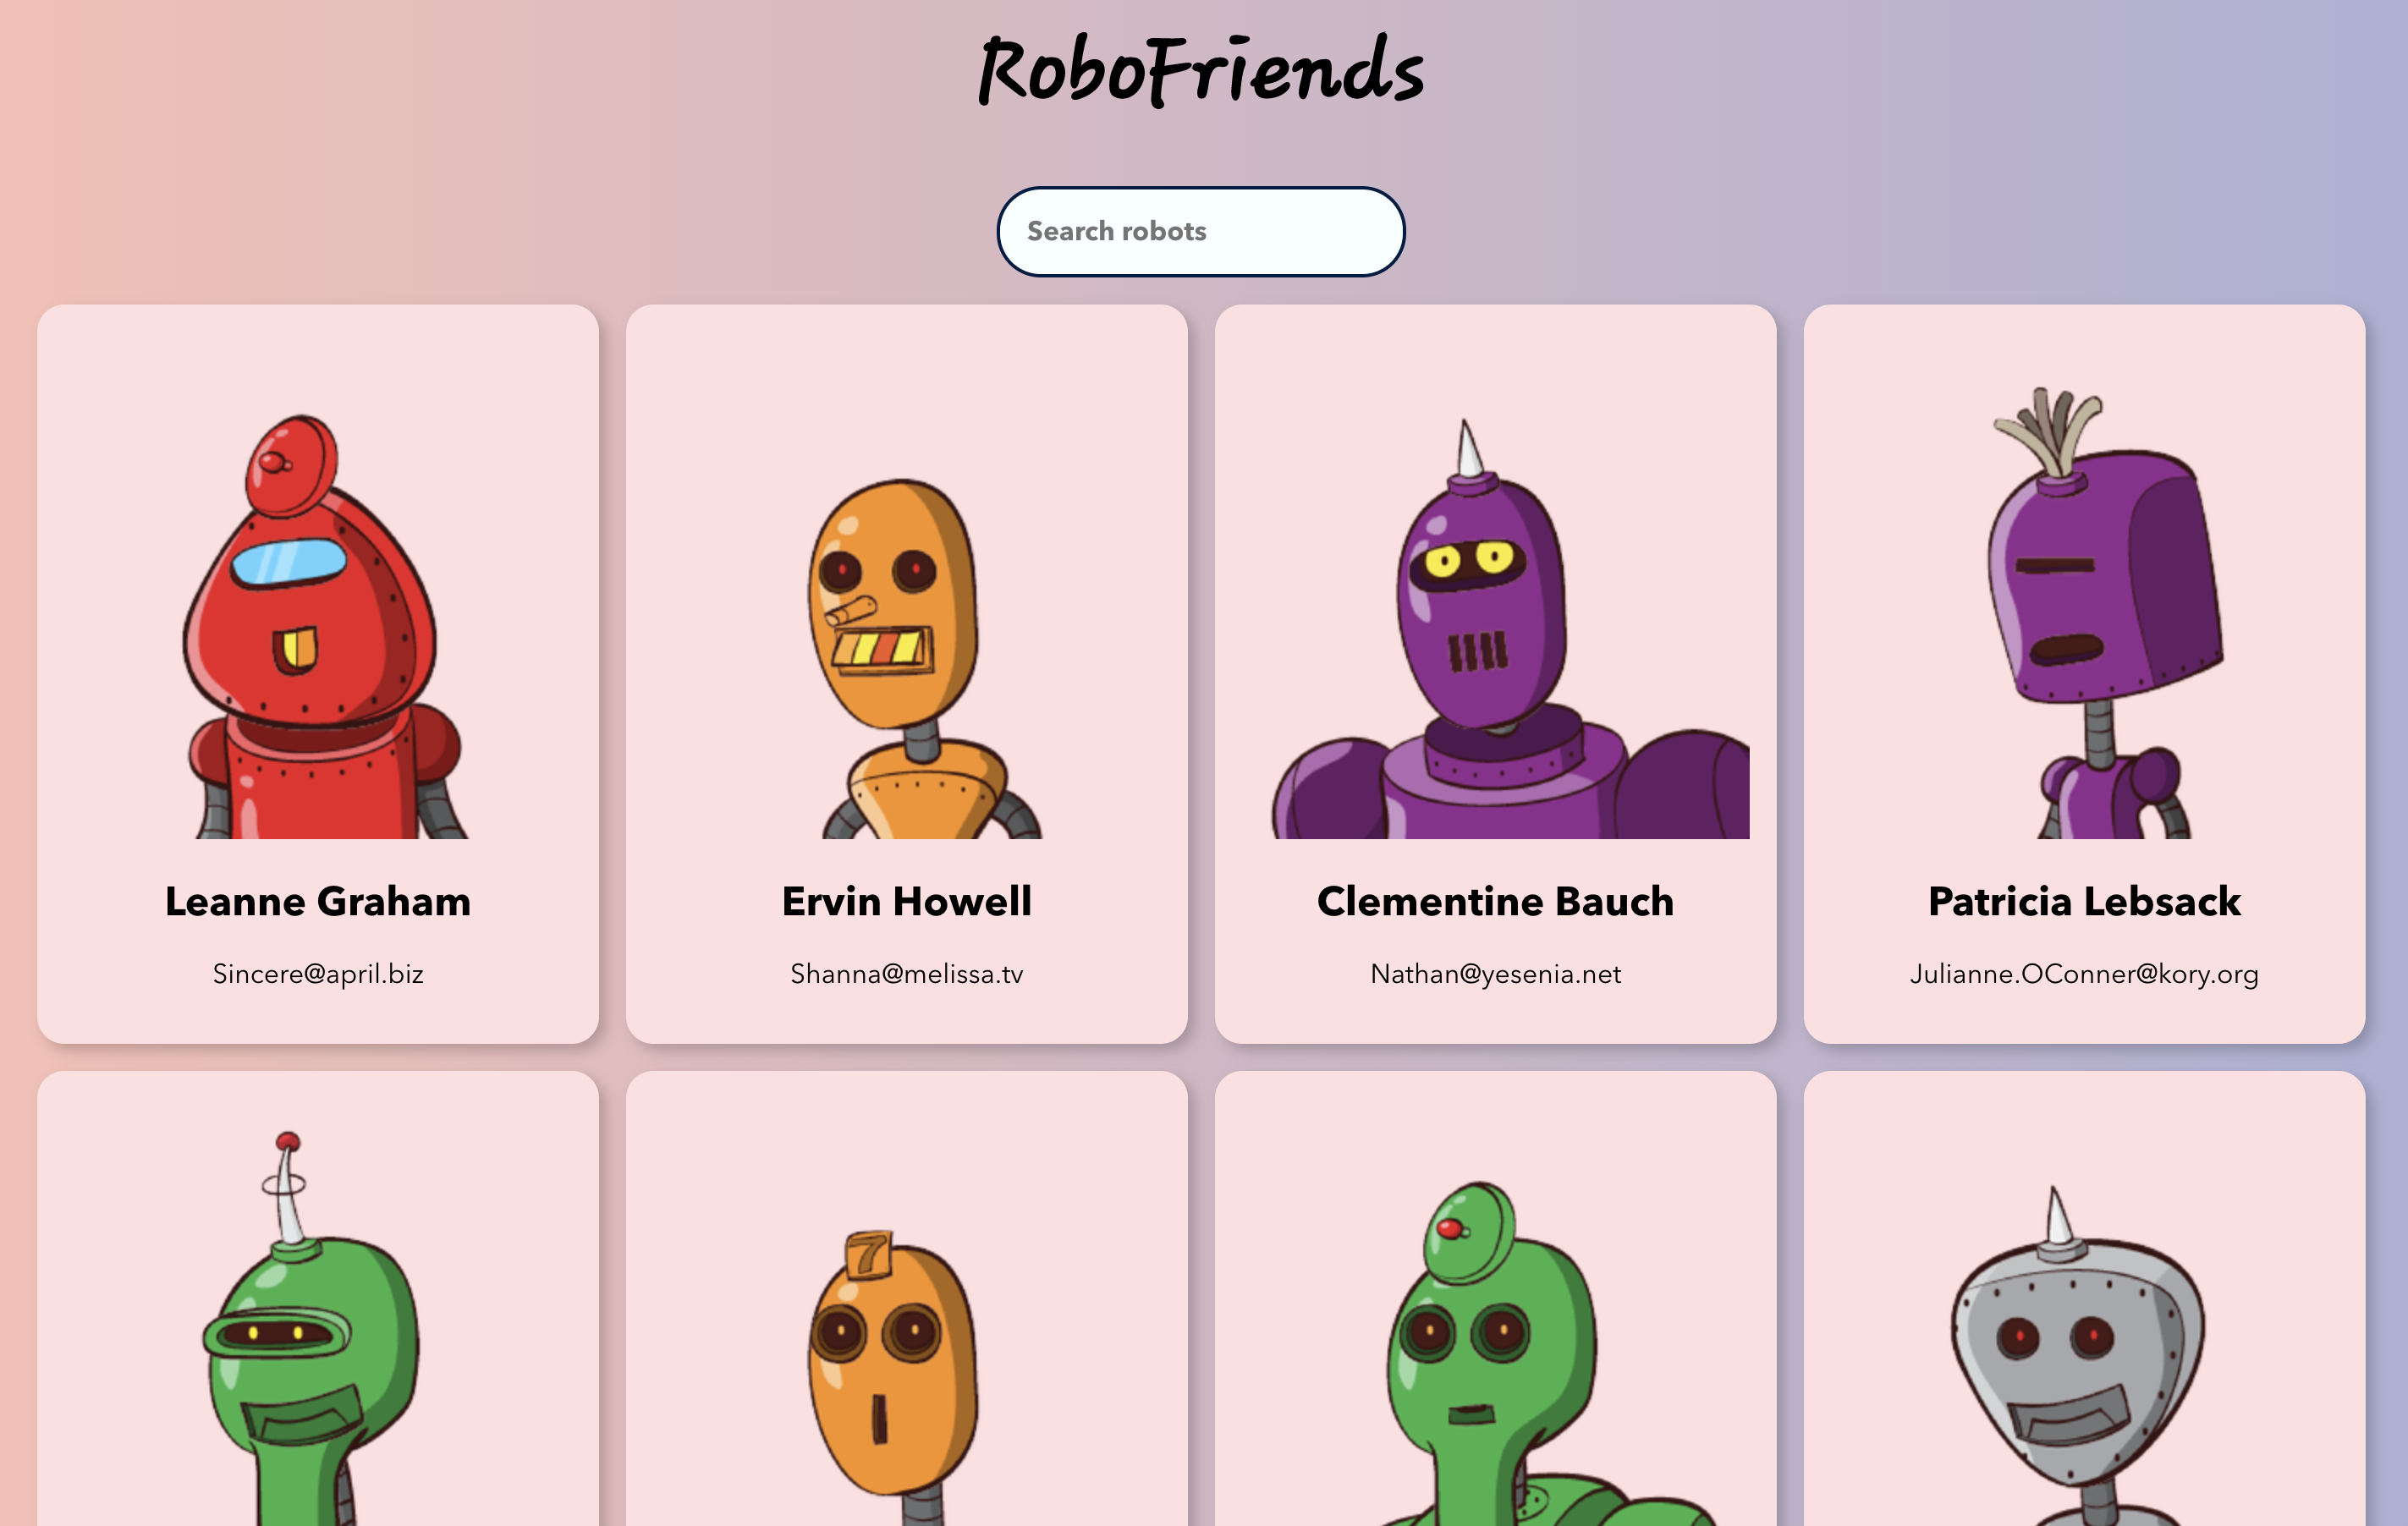 RoboFriends
Search robots
Leanne Graham
Ervin Howell
Clementine Bauch
Patricia Lebsack
Sincere@april.biz
Shanna@melissa.tv
Nathan@yesenia.net
Julianne.OConner@kory.org
7